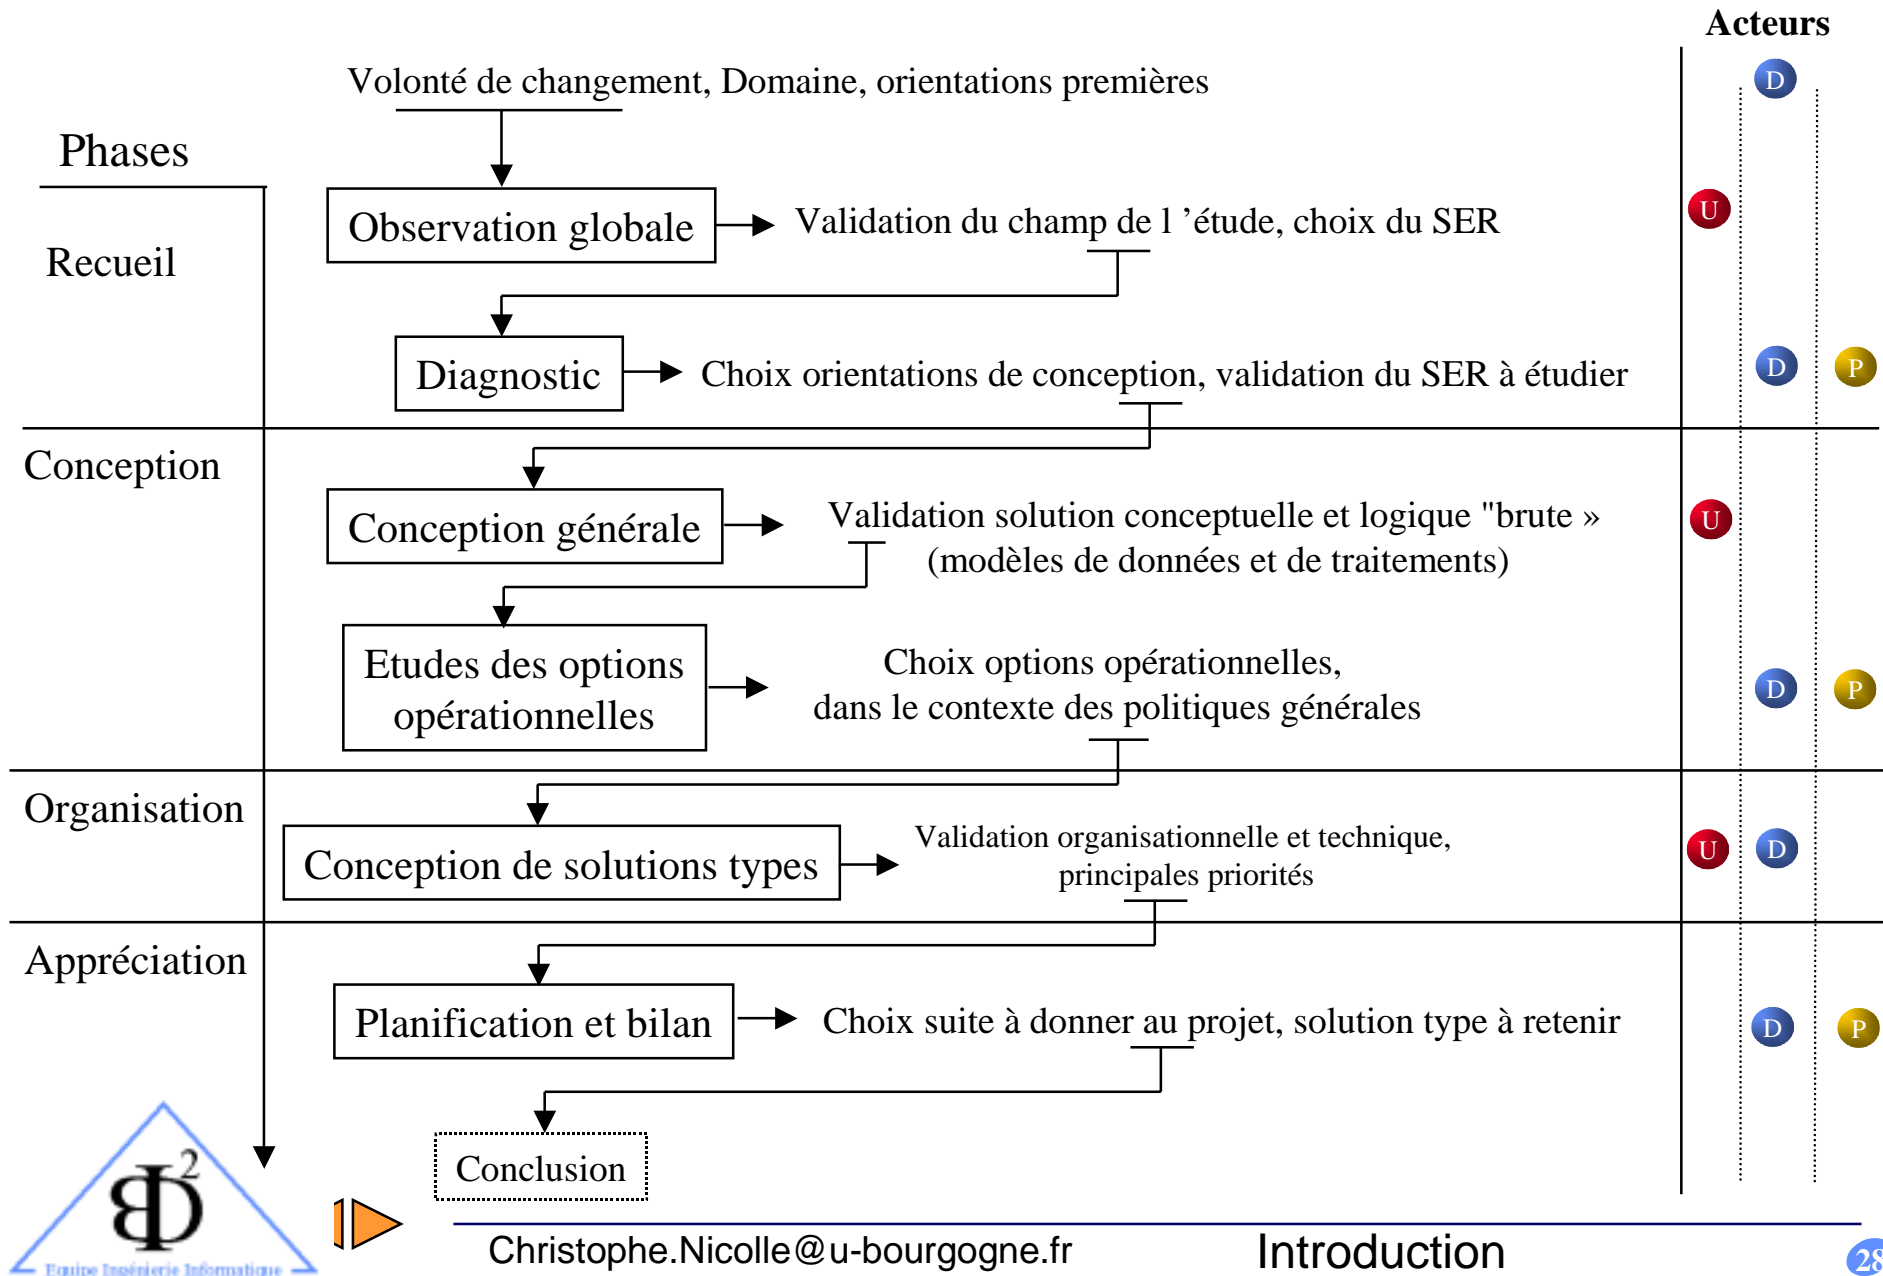 Acteurs
Volonté de changement, Domaine, orientations premières
D
Phases
Observation globale
Validation du champ de l ’étude, choix du SER
U
Recueil
Diagnostic
Choix orientations de conception, validation du SER à étudier
D
P
Conception
Conception générale
Validation solution conceptuelle et logique "brute »
(modèles de données et de traitements)
U
Etudes des options
opérationnelles
Choix options opérationnelles,
dans le contexte des politiques générales
D
P
Organisation
Conception de solutions types
Validation organisationnelle et technique,
principales priorités
U
D
Appréciation
Planification et bilan
Choix suite à donner au projet, solution type à retenir
D
P
Conclusion
2
Equipe Ingénierie Informatique
Christophe.Nicolle@u-bourgogne.fr
Introduction
28